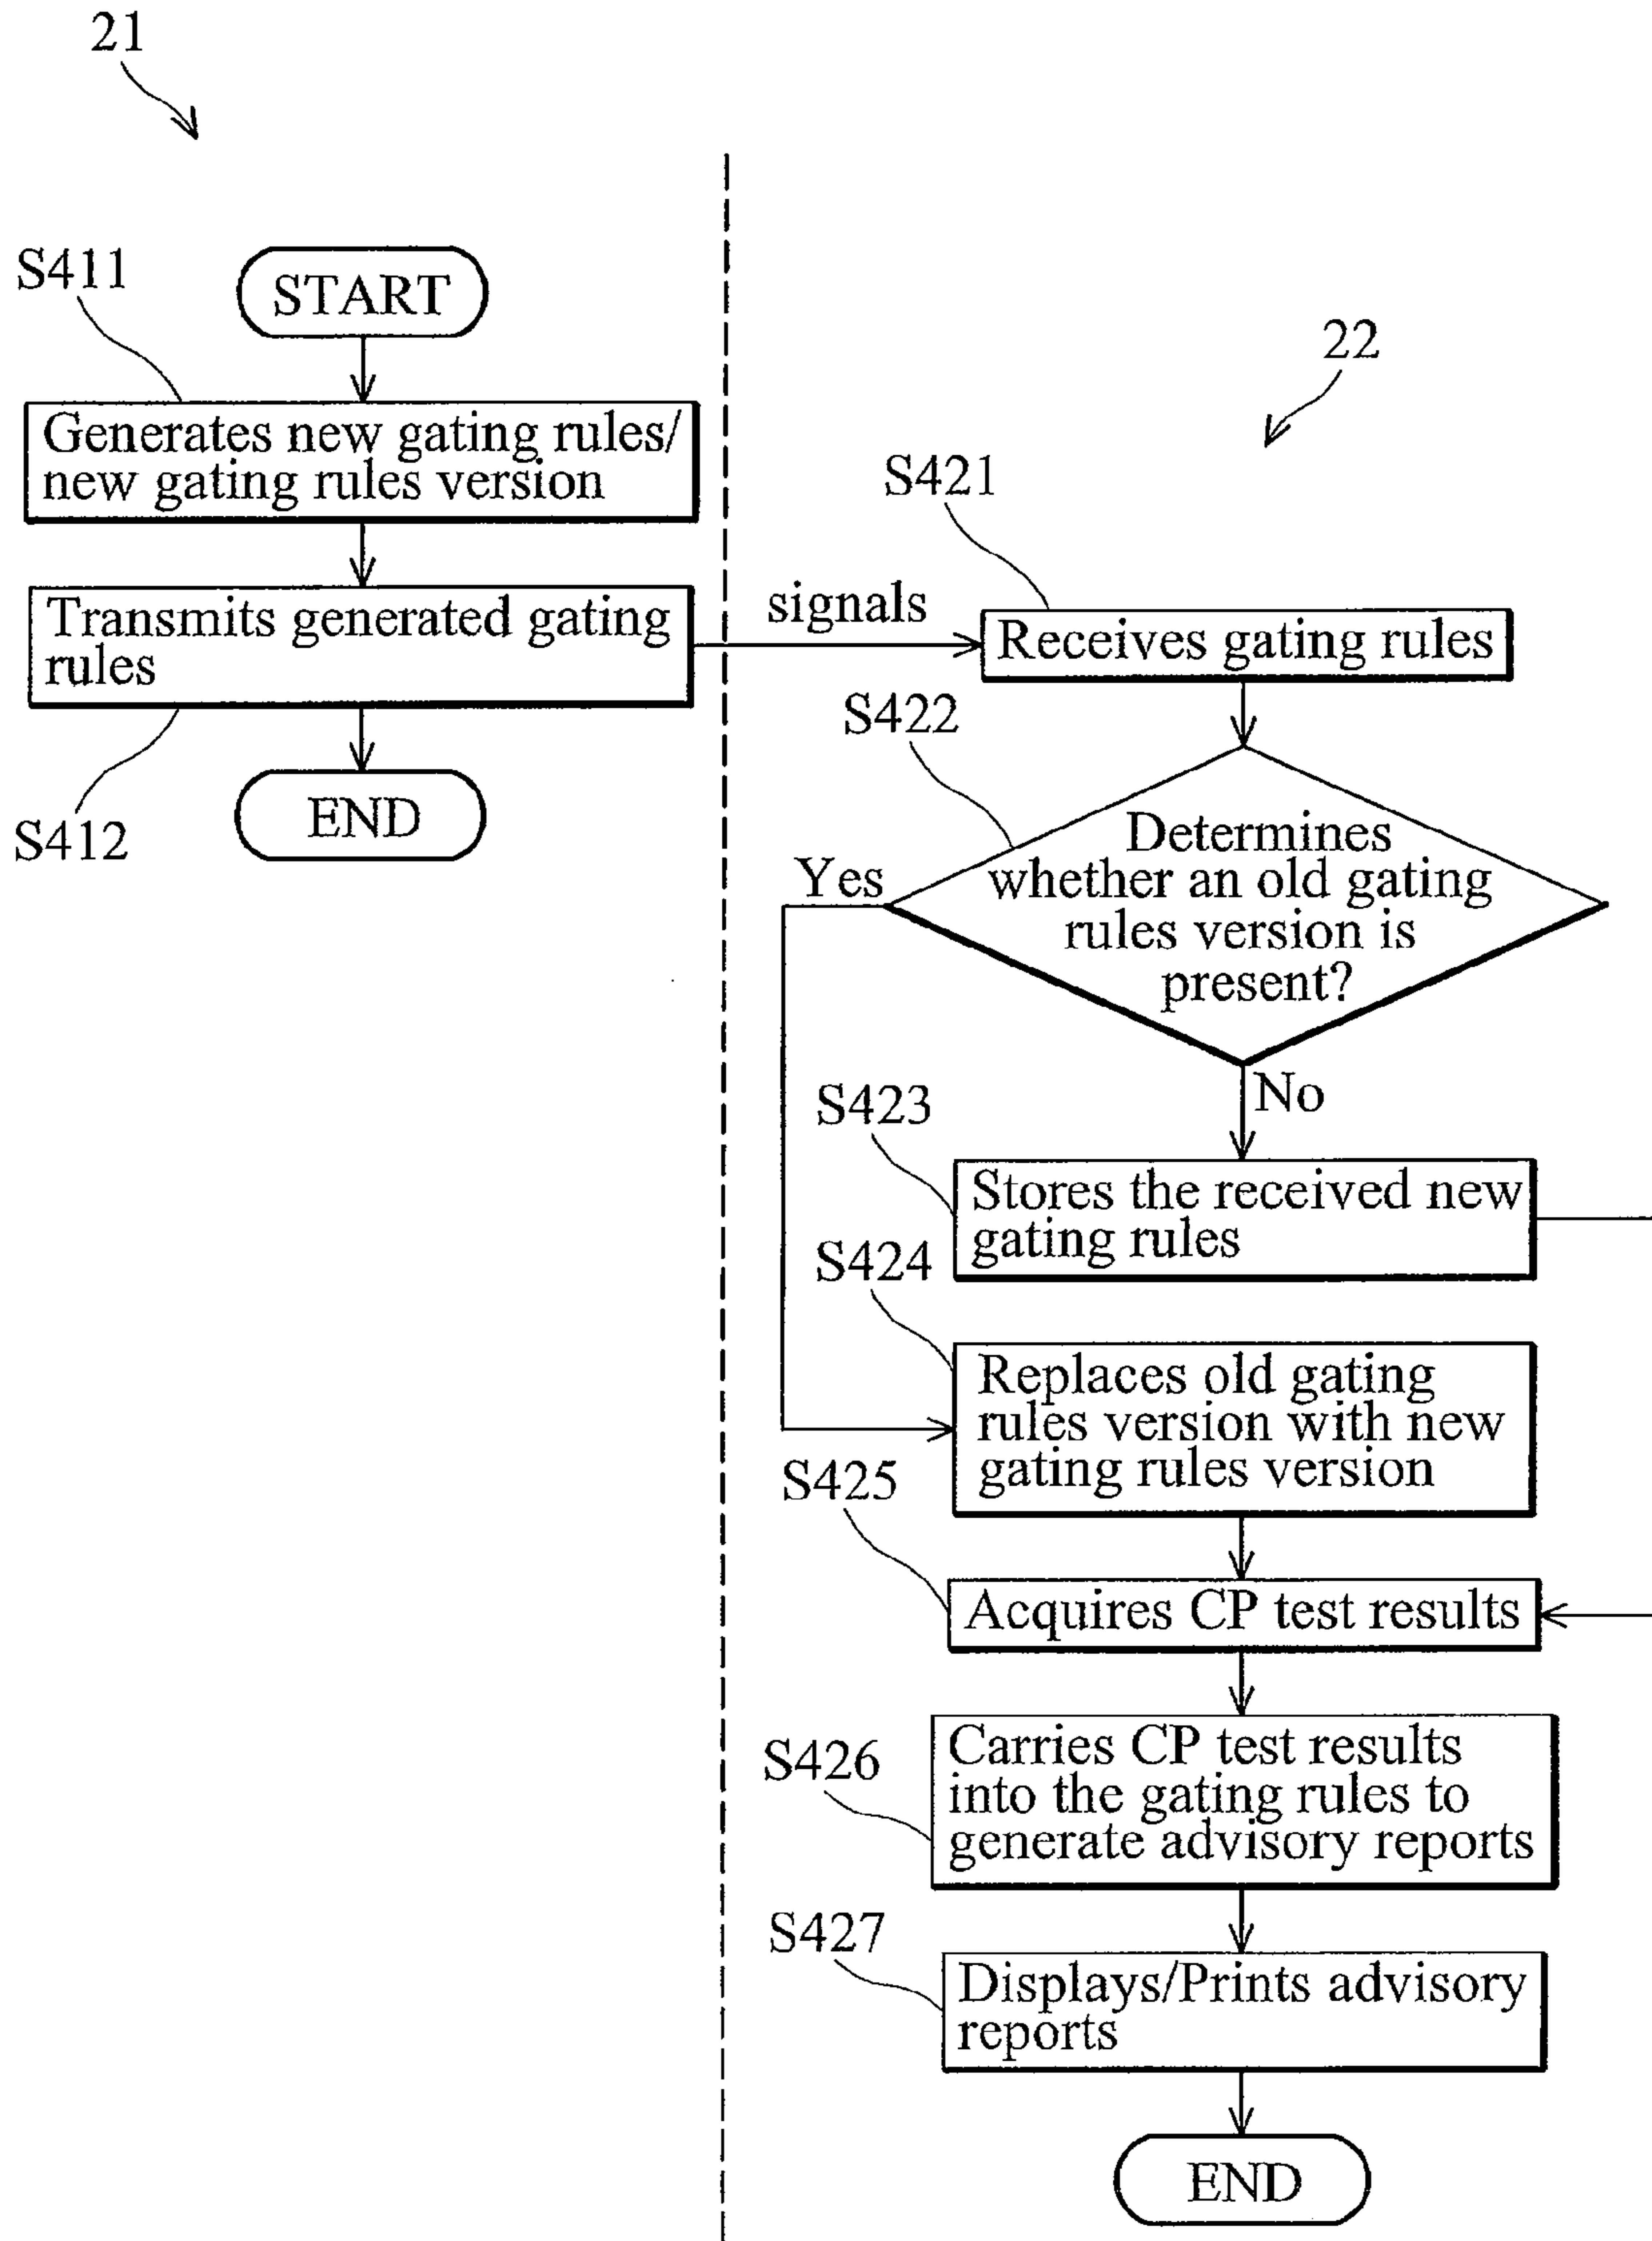 21
S411
START
Generates new gating rules/
new gating rules version
Transmits generated gating
rules
S412
END
signals
22
S421
Receives gating rules
S422
Yes
Determines
whether an old gating
rules version is
present?
No
S423
Stores the received new
gating rules
S424
Replaces old gating
rules version with new
gating rules version
S425
Acquires CP test results
S426
Carries CP test results
into the gating rules to
generate advisory reports
S427
Displays/Prints advisory
reports
END